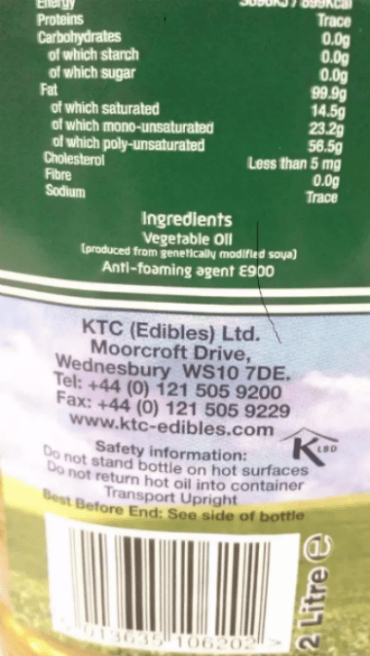 Energy
Proteins Trace
Carbohydrates 0.0g
of which starch 0.0g
of which sugar 0.0g
Fat 99.9g
of which saturated 14.5g
of which mono-unsaturated 23.2g
of which poly-unsaturated 56.5g
Cholesterol Less than 5 mg
Fibre 0.0g
Sodium Trace
Ingredients
Vegetable Oil
(produced from genetically modified soya)
Anti-foaming agent E900
KTC (Edibles) Ltd.
Moorcroft Drive,
Wednesbury WS10 7DE.
Tel: +44 (0) 121 505 9200
Fax: +44 (0) 121 505 9229
www.ktc-edibles.com
K LBD
Safety information:
Do not stand bottle on hot surfaces
Do not return hot oil into container
Transport Upright
Best Before End: See side of bottle
2 Litre e
5 013635 106202 >